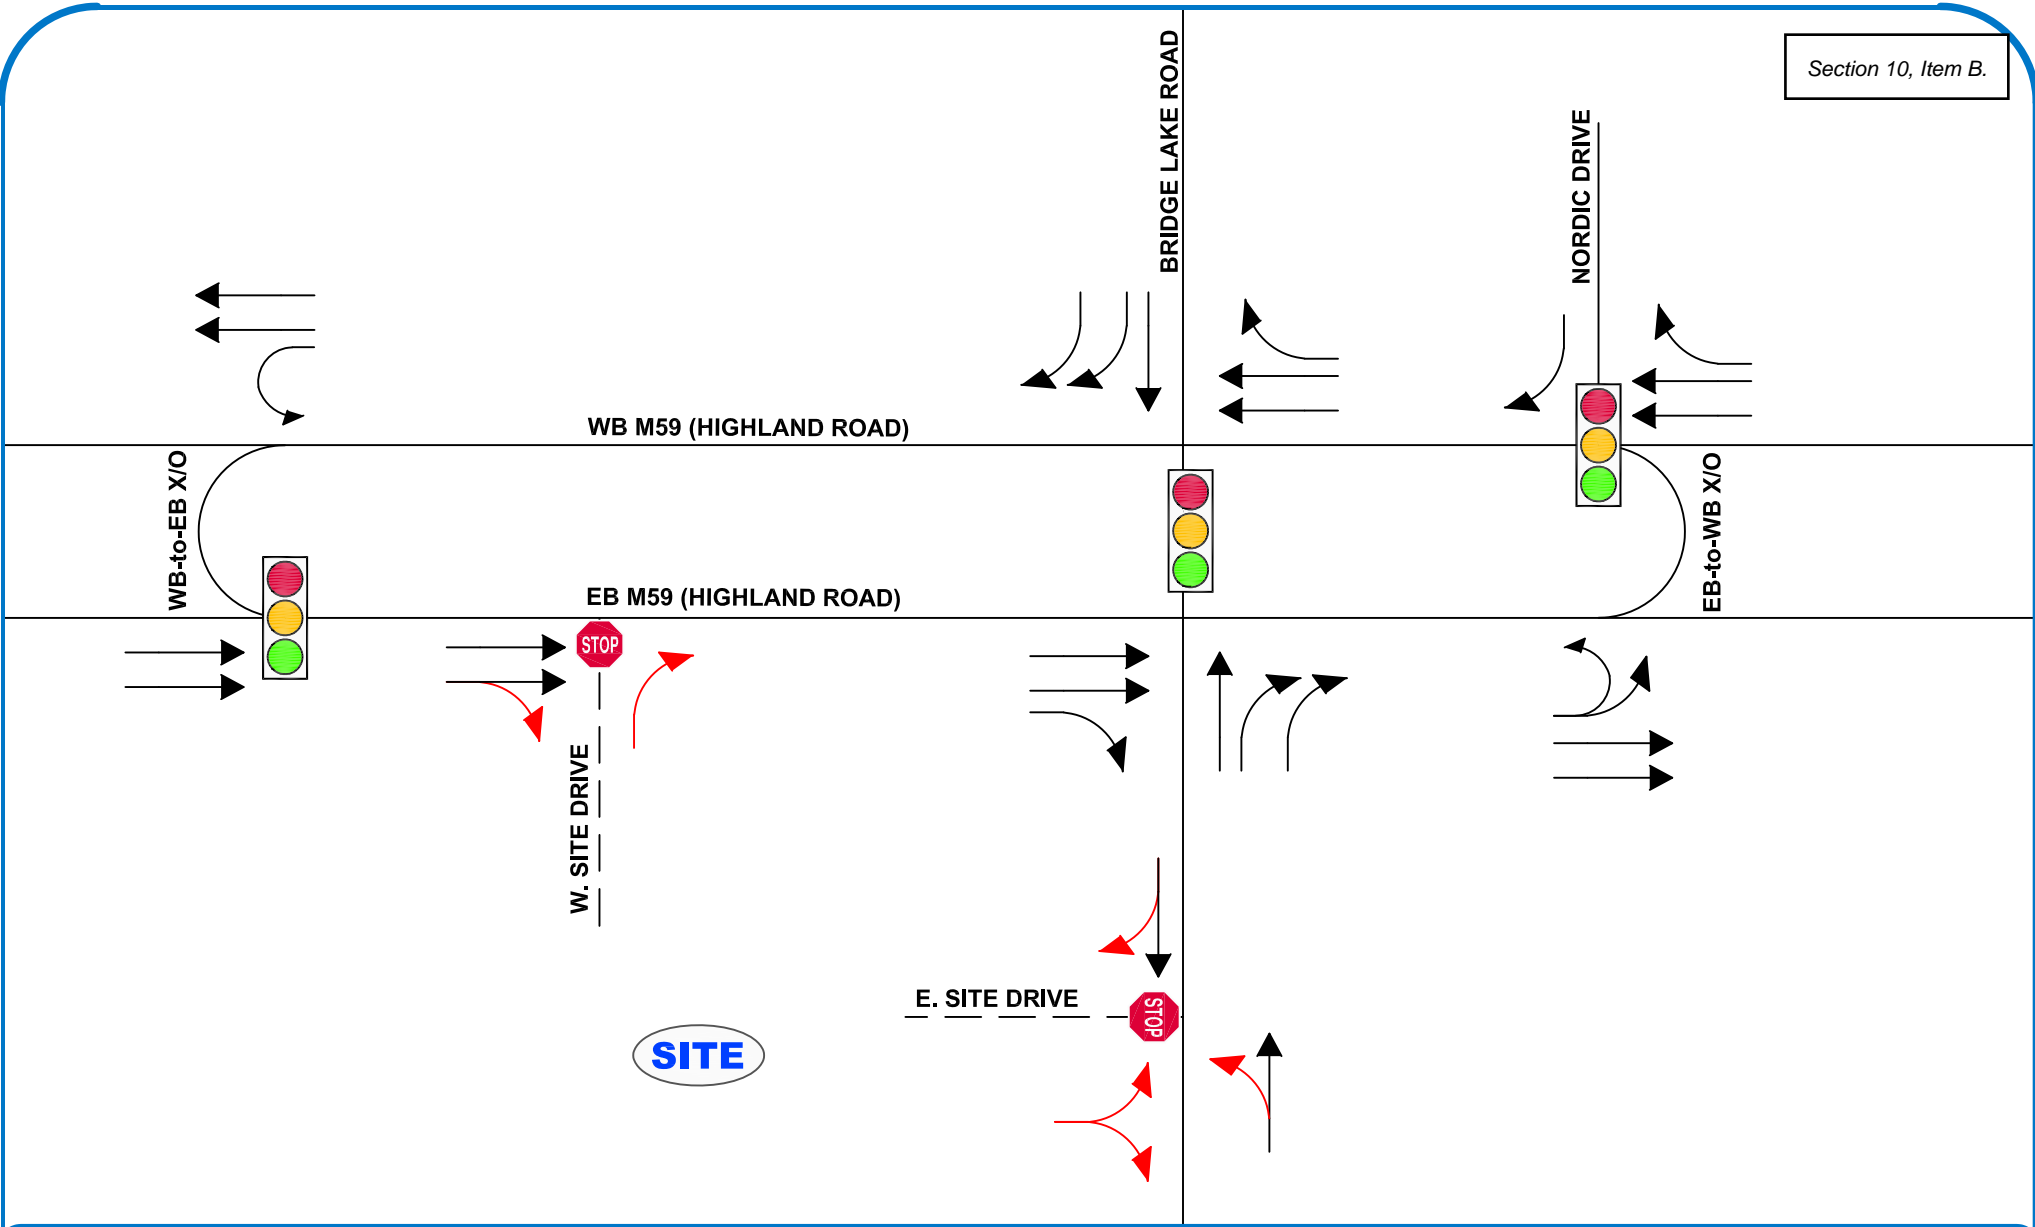 Section 10, Item B.
BRIDGE LAKE ROAD
NORDIC DRIVE
WB M59 (HIGHLAND ROAD)
WB-to-EB X/O
EB-to-WB X/O
EB M59 (HIGHLAND ROAD)
STOP
W. SITE DRIVE
E. SITE DRIVE
STOP
SITE